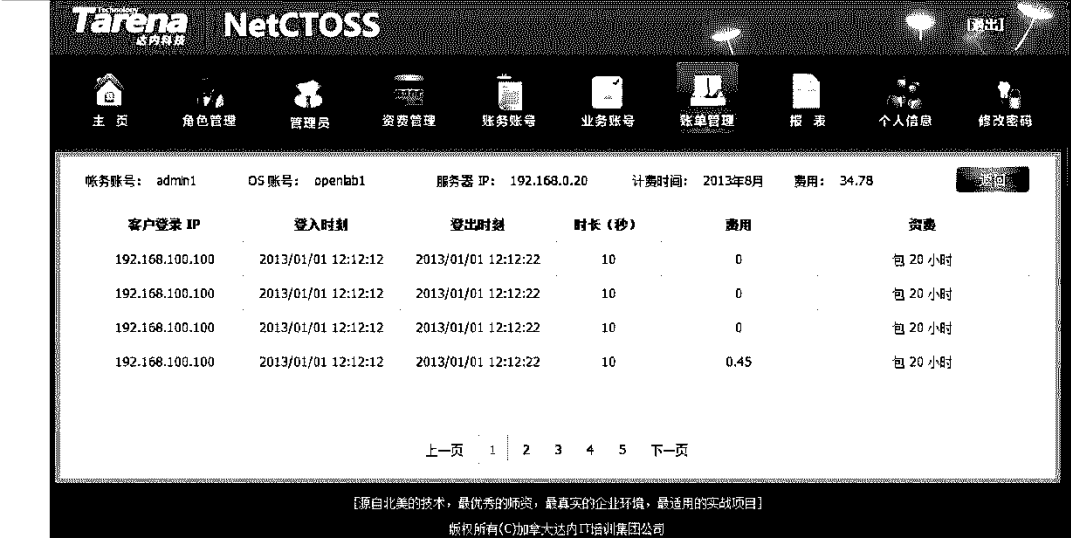 Technology
Tarena
达内科技
NetCTOSS
[退出]
主 页 角色管理 管理员 资费管理 账务账号 业务账号 账单管理 报 表 个人信息 修改密码
帐务账号： admin1 OS 账号： openlab1 服务器 IP： 192.168.0.20 计费时间： 2013年8月 费用： 34.78 返回
客户登录 IP 登入时刻 登出时刻 时长（秒） 费用 资费
192.168.100.100 2013/01/01 12:12:12 2013/01/01 12:12:22 10 0 包 20 小时
192.168.100.100 2013/01/01 12:12:12 2013/01/01 12:12:22 10 0 包 20 小时
192.168.100.100 2013/01/01 12:12:12 2013/01/01 12:12:22 10 0 包 20 小时
192.168.100.100 2013/01/01 12:12:12 2013/01/01 12:12:22 10 0.45 包 20 小时
上一页 1 2 3 4 5 下一页
[源自北美的技术，最优秀的师资，最真实的企业环境，最适用的实战项目]
版权所有(C)加拿大达内IT培训集团公司